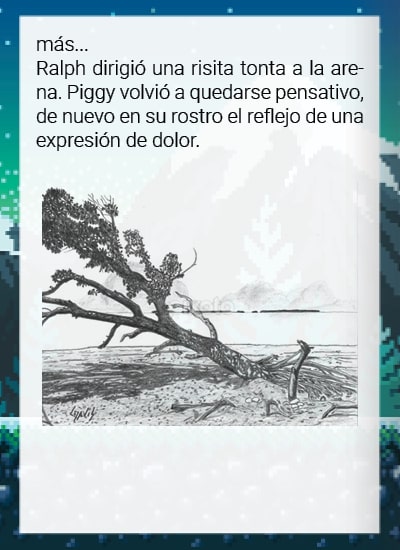 más...
Ralph dirigió una risita tonta a la are-
na. Piggy volvió a quedarse pensativo,
de nuevo en su rostro el reflejo de una
expresión de dolor.